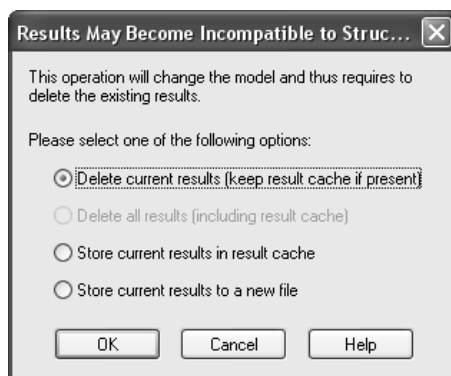 Results May Become Incompatible to Struc...
This operation will change the model and thus requires to
delete the existing results.
Please select one of the following options:
Delete current results (keep result cache if present)
Delete all results (including result cache)
Store current results in result cache
Store current results to a new file
OK Cancel Help